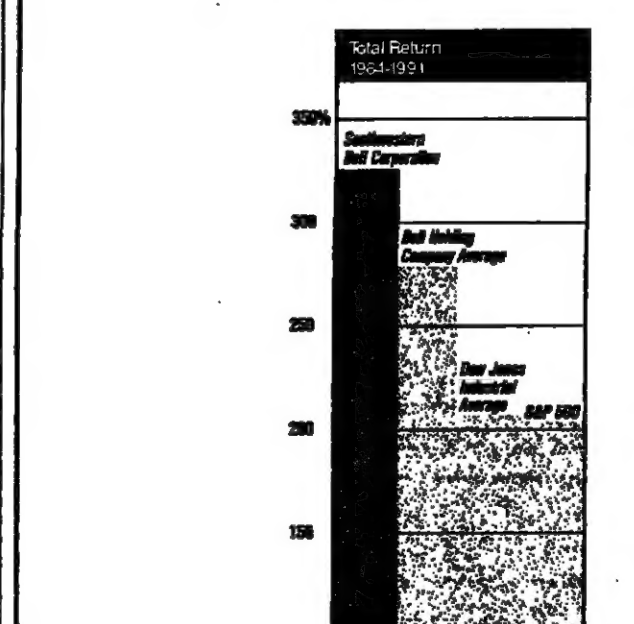 Total Return
1984-1991
350%
Southwestern
Bell Corporation
300
Bell Holding
Company Average
250
Dow Jones
Industrial
Average
S&P 500
200
150